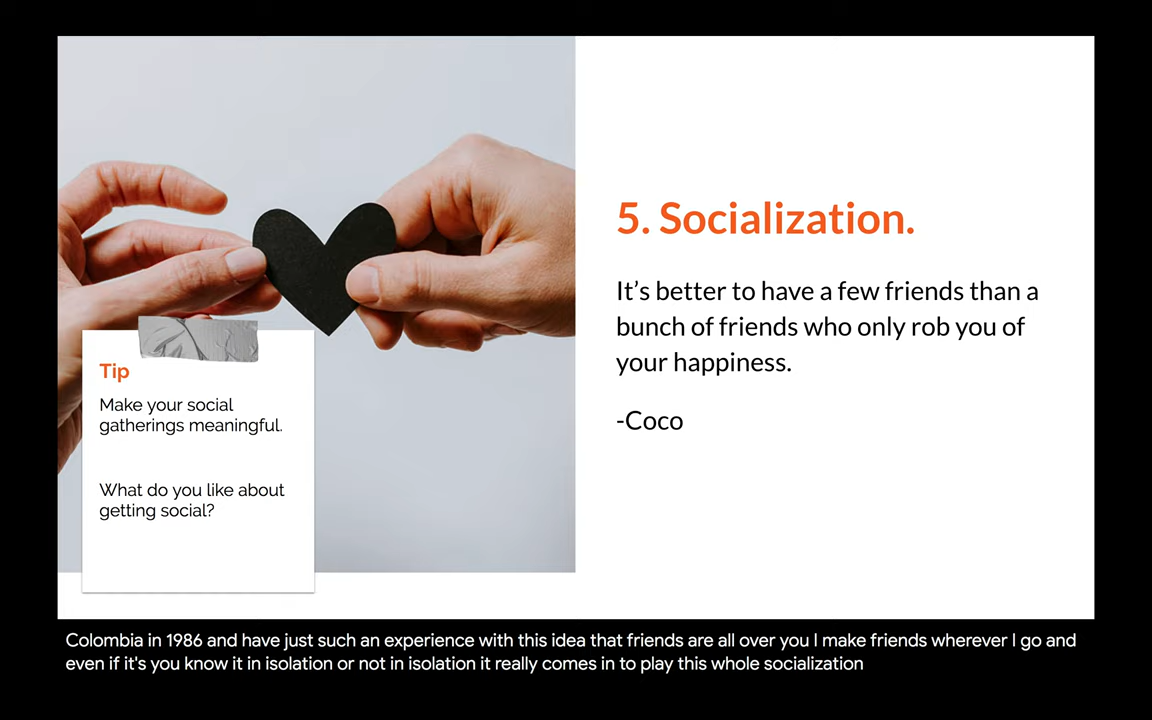 5. Socialization.
It's better to have a few friends than a
bunch of friends who only rob you of
your happiness.
-Coco
Tip
Make your social
gatherings meaningful.
What do you like about
getting social?
Colombia in 1986 and have just such an experience with this idea that friends are all over you I make friends wherever I go and
even if it's you know it in isolation or not in isolation it really comes in to play this whole socialization